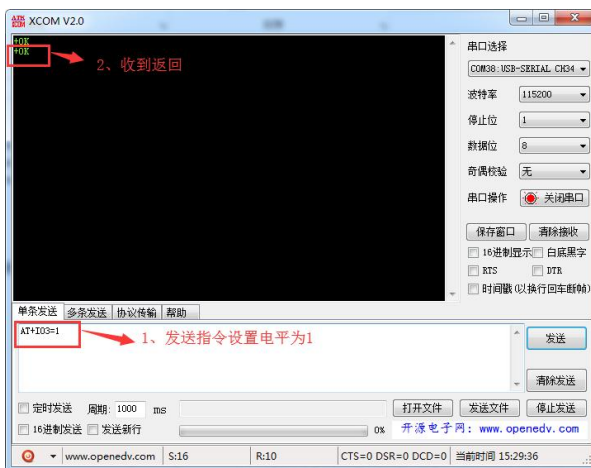 XCOM V2.0
+OK
+OK
2、收到返回
串口选择
COM38:USB-SERIAL CH34
波特率 115200
停止位 1
数据位 8
奇偶校验 无
串口操作 关闭串口
保存窗口 清除接收
16进制显示 白底黑字
RTS DTR
时间戳(以换行回车断帧)
单条发送 多条发送 协议传输 帮助
AT+IO3=1
1、发送指令设置电平为1
发送
清除发送
定时发送 周期: 1000 ms 打开文件 发送文件 停止发送
16进制发送 发送新行 0% 开源电子网: www.openedv.com
www.openedv.com S:16 R:10 CTS=0 DSR=0 DCD=0 当前时间 15:29:36